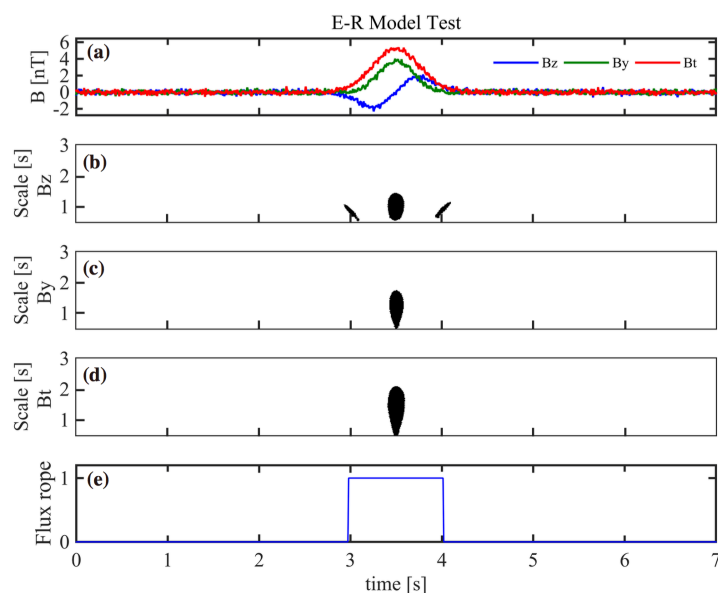 E-R Model Test
(a)
B [nT]
6
4
2
0
-2
Bz By Bt
(b)
Scale [s]
Bz
3
2
1
(c)
Scale [s]
By
3
2
1
(d)
Scale [s]
Bt
3
2
1
(e)
Flux rope
1
0
0 1 2 3 4 5 6 7
time [s]